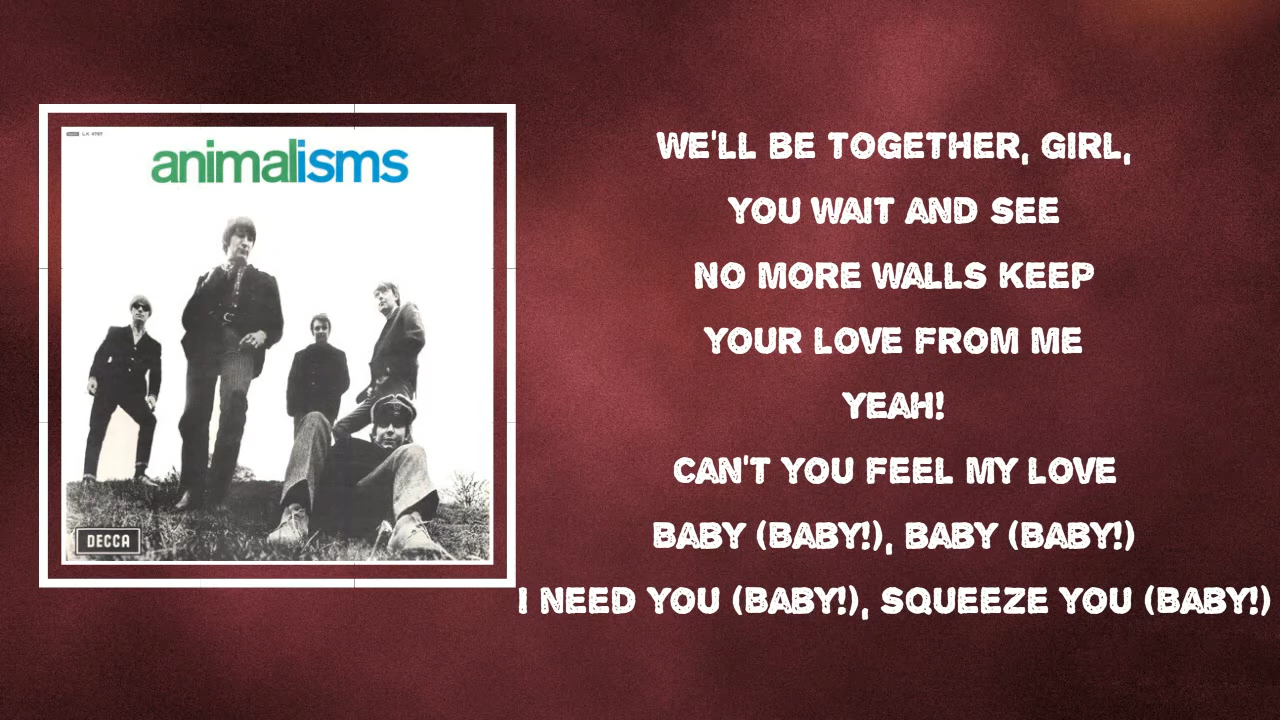 animalisms
DECCA
WE'LL BE TOGETHER, GIRL,
YOU WAIT AND SEE
NO MORE WALLS KEEP
YOUR LOVE FROM ME
YEAH!
CAN'T YOU FEEL MY LOVE
BABY (BABY!), BABY (BABY!)
I NEED YOU (BABY!), SQUEEZE YOU (BABY!)